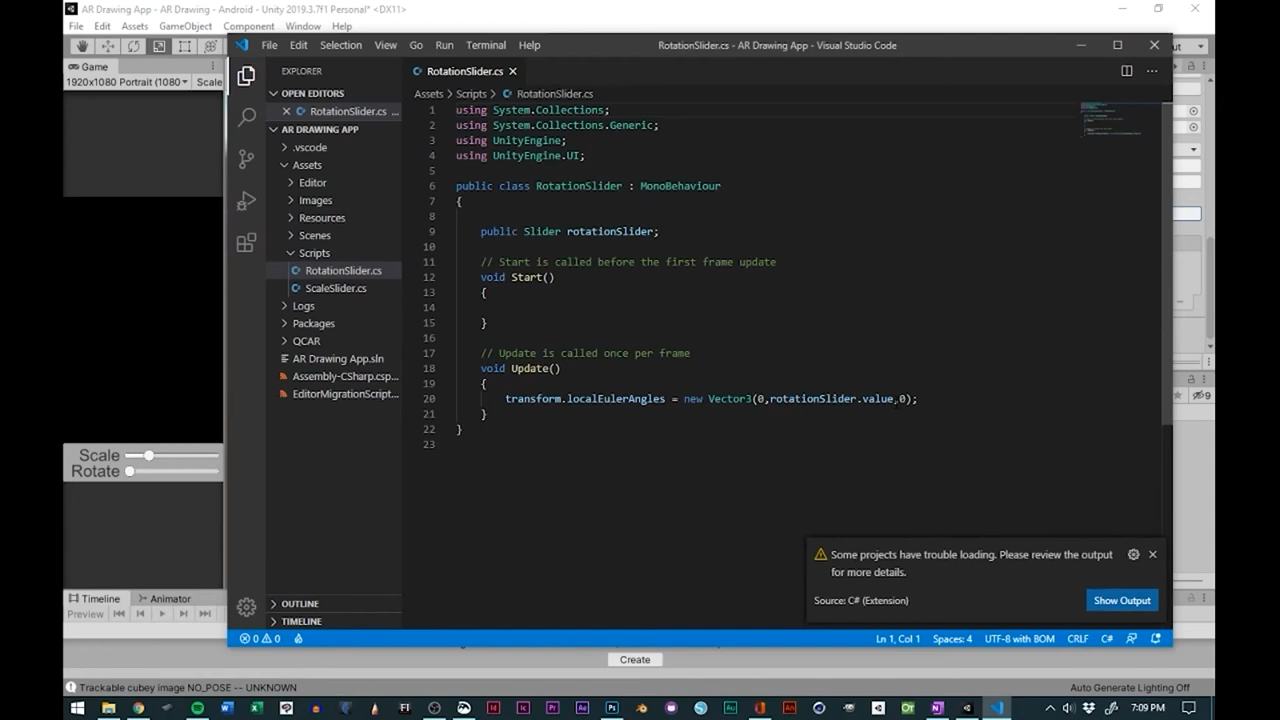 AR Drawing App - Android - Unity 2019.3.7f1 Personal* <DX11>
File Edit Assets GameObject Component Window Help
File Edit Selection View Go Run Terminal Help
RotationSlider.cs - AR Drawing App - Visual Studio Code
Game
1920x1080 Portrait (1080 Scale
EXPLORER
OPEN EDITORS
RotationSlider.cs ...
AR DRAWING APP
.vscode
Assets
Editor
Images
Resources
Scenes
Scripts
RotationSlider.cs
ScaleSlider.cs
Logs
Packages
QCAR
AR Drawing App.sln
Assembly-CSharp.csp...
EditorMigrationScript...
OUTLINE
TIMELINE
RotationSlider.cs
Assets > Scripts > RotationSlider.cs
1 using System.Collections;
2 using System.Collections.Generic;
3 using UnityEngine;
4 using UnityEngine.UI;
5
6 public class RotationSlider : MonoBehaviour
7 {
8
9 public Slider rotationSlider;
10
11 // Start is called before the first frame update
12 void Start()
13 {
14
15 }
16
17 // Update is called once per frame
18 void Update()
19 {
20 transform.localEulerAngles = new Vector3(0,rotationSlider.value,0);
21 }
22 }
23
Scale
Rotate
Timeline Animator
Preview
Some projects have trouble loading. Please review the output
for more details.
Source: C# (Extension)
Show Output
0 0
Ln 1, Col 1 Spaces: 4 UTF-8 with BOM CRLF C#
Create
Trackable cubey image NO_POSE -- UNKNOWN
Auto Generate Lighting Off
7:09 PM